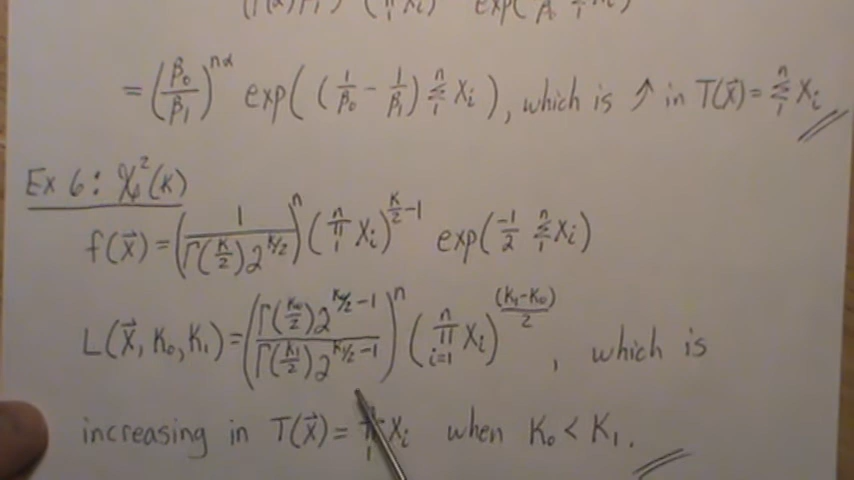 = (β₀/β₁)^{nα} exp( (1/β₀ - 1/β₁) Σ₁ⁿ Xᵢ ), which is ↗ in T(x⃗) = Σ₁ⁿ Xᵢ
Ex 6: χ²(K)
f(x⃗) = (1/(Γ(K/2) 2^{K/2}))ⁿ (Π₁ⁿ Xᵢ)^{K/2 - 1} exp(-1/2 Σ₁ⁿ Xᵢ)
L(x⃗, K₀, K₁) = (Γ(K₀/2) 2^{K₀/2 - 1} / Γ(K₁/2) 2^{K₁/2 - 1})ⁿ (Π_{i=1}ⁿ Xᵢ)^{(K₁-K₀)/2}, which is
increasing in T(x⃗) = Π₁ⁿ Xᵢ when K₀ < K₁.